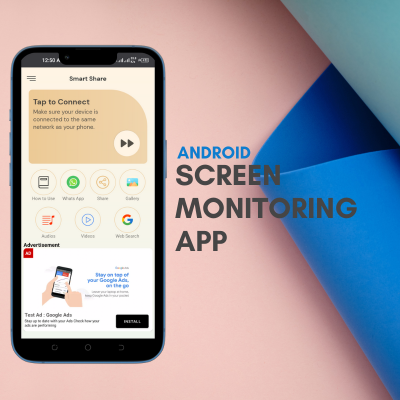 12:50 A
Smart Share
Tap to Connect
Make sure your device is
connected to the same
network as your phone.
How to Use
Whats App
Share
Gallery
Audios
Videos
Web Search
Advertisement
AD
Stay on top of
your Google Ads,
on the go
Test Ad : Google Ads
Stay up to date with your Ads Check how your
ads are performing
INSTALL
ANDROID
SCREEN
MONITORING
APP